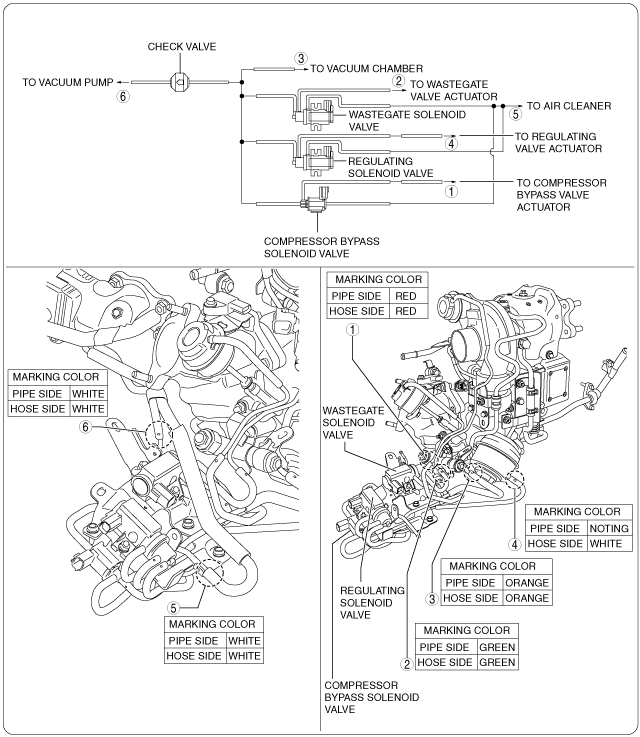 CHECK VALVE
3
TO VACUUM CHAMBER
TO VACUUM PUMP
6
2
TO WASTEGATE
VALVE ACTUATOR
TO AIR CLEANER
5
WASTEGATE SOLENOID
VALVE
4
TO REGULATING
VALVE ACTUATOR
REGULATING
SOLENOID VALVE
1
TO COMPRESSOR
BYPASS VALVE
ACTUATOR
COMPRESSOR BYPASS
SOLENOID VALVE
MARKING COLOR
PIPE SIDE WHITE
HOSE SIDE WHITE
6
5
MARKING COLOR
PIPE SIDE WHITE
HOSE SIDE WHITE
MARKING COLOR
PIPE SIDE RED
HOSE SIDE RED
1
WASTEGATE
SOLENOID
VALVE
MARKING COLOR
PIPE SIDE NOTING
HOSE SIDE WHITE
4
MARKING COLOR
PIPE SIDE ORANGE
HOSE SIDE ORANGE
3
REGULATING
SOLENOID
VALVE
MARKING COLOR
PIPE SIDE GREEN
HOSE SIDE GREEN
2
COMPRESSOR
BYPASS SOLENOID
VALVE